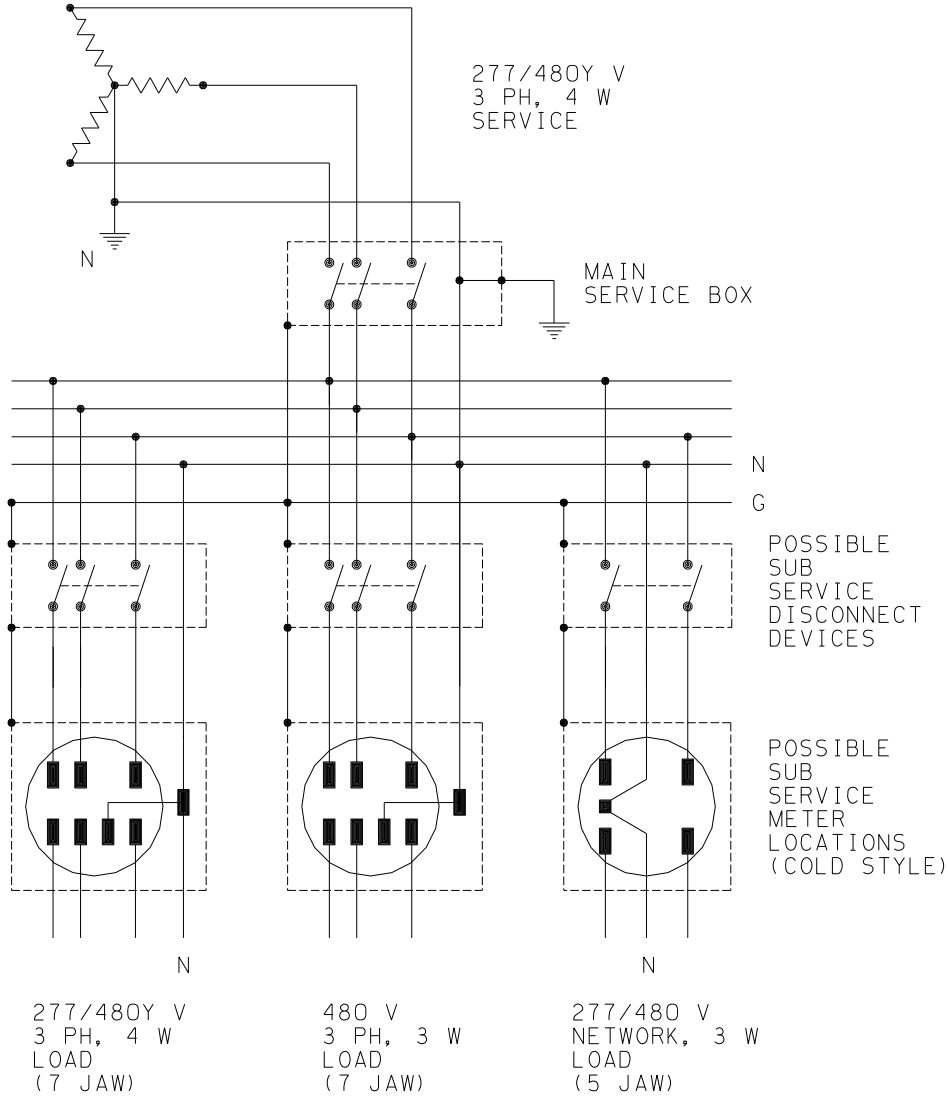 277/480Y V
3 PH, 4 W
SERVICE
N
MAIN
SERVICE BOX
N
G
POSSIBLE
SUB
SERVICE
DISCONNECT
DEVICES
POSSIBLE
SUB
SERVICE
METER
LOCATIONS
(COLD STYLE)
N
N
277/480Y V
3 PH, 4 W
LOAD
(7 JAW)
480 V
3 PH, 3 W
LOAD
(7 JAW)
277/480 V
NETWORK, 3 W
LOAD
(5 JAW)